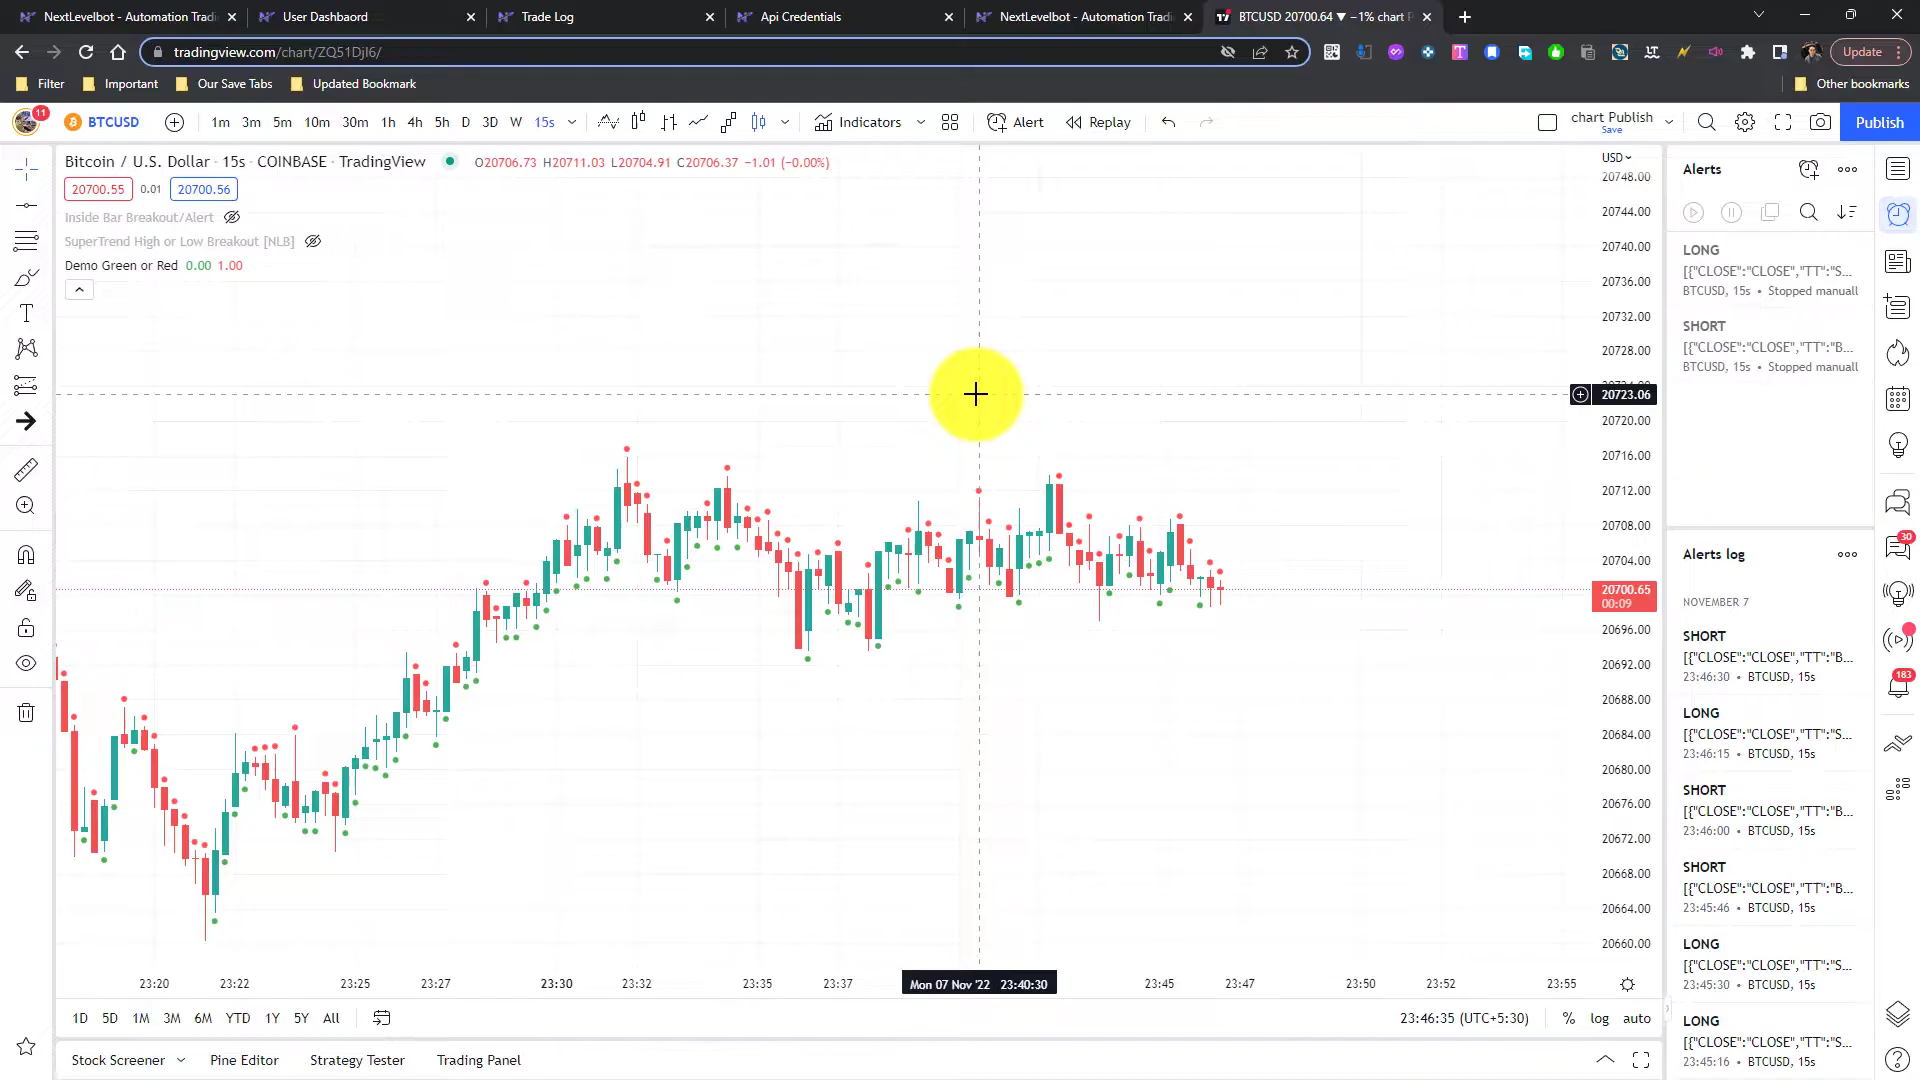 NextLevelbot - Automation Tradi
User Dashbaord
Trade Log
Api Credentials
NextLevelbot - Automation Tradi
BTCUSD 20700.64 ▼ −1% chart P
tradingview.com/chart/ZQ51DjI6/
Update
Filter
Important
Our Save Tabs
Updated Bookmark
Other bookmarks
11
BTCUSD
1m 3m 5m 10m 30m 1h 4h 5h D 3D W 15s
Indicators
Alert
Replay
chart Publish
Save
Publish
Bitcoin / U.S. Dollar · 15s · COINBASE · TradingView
O20706.73 H20711.03 L20704.91 C20706.37 −1.01 (−0.00%)
20700.55 0.01 20700.56
Inside Bar Breakout/Alert
SuperTrend High or Low Breakout [NLB]
Demo Green or Red 0.00 1.00
USD
20748.00
20744.00
20740.00
20736.00
20732.00
20728.00
20723.06
20720.00
20716.00
20712.00
20708.00
20704.00
20700.65
00:09
20696.00
20692.00
20688.00
20684.00
20680.00
20676.00
20672.00
20668.00
20664.00
20660.00
23:20 23:22 23:25 23:27 23:30 23:32 23:35 23:37 Mon 07 Nov '22 23:40:30 23:45 23:47 23:50 23:52 23:55
1D 5D 1M 3M 6M YTD 1Y 5Y All
23:46:35 (UTC+5:30) % log auto
Stock Screener
Pine Editor
Strategy Tester
Trading Panel
Alerts
LONG
[{"CLOSE":"CLOSE","TT":"S...
BTCUSD, 15s • Stopped manuall
SHORT
[{"CLOSE":"CLOSE","TT":"B...
BTCUSD, 15s • Stopped manuall
Alerts log
NOVEMBER 7
SHORT
[{"CLOSE":"CLOSE","TT":"B...
23:46:30 • BTCUSD, 15s
LONG
[{"CLOSE":"CLOSE","TT":"S...
23:46:15 • BTCUSD, 15s
SHORT
[{"CLOSE":"CLOSE","TT":"B...
23:46:00 • BTCUSD, 15s
SHORT
[{"CLOSE":"CLOSE","TT":"B...
23:45:46 • BTCUSD, 15s
LONG
[{"CLOSE":"CLOSE","TT":"S...
23:45:30 • BTCUSD, 15s
LONG
[{"CLOSE":"CLOSE","TT":"S...
23:45:16 • BTCUSD, 15s
30
183